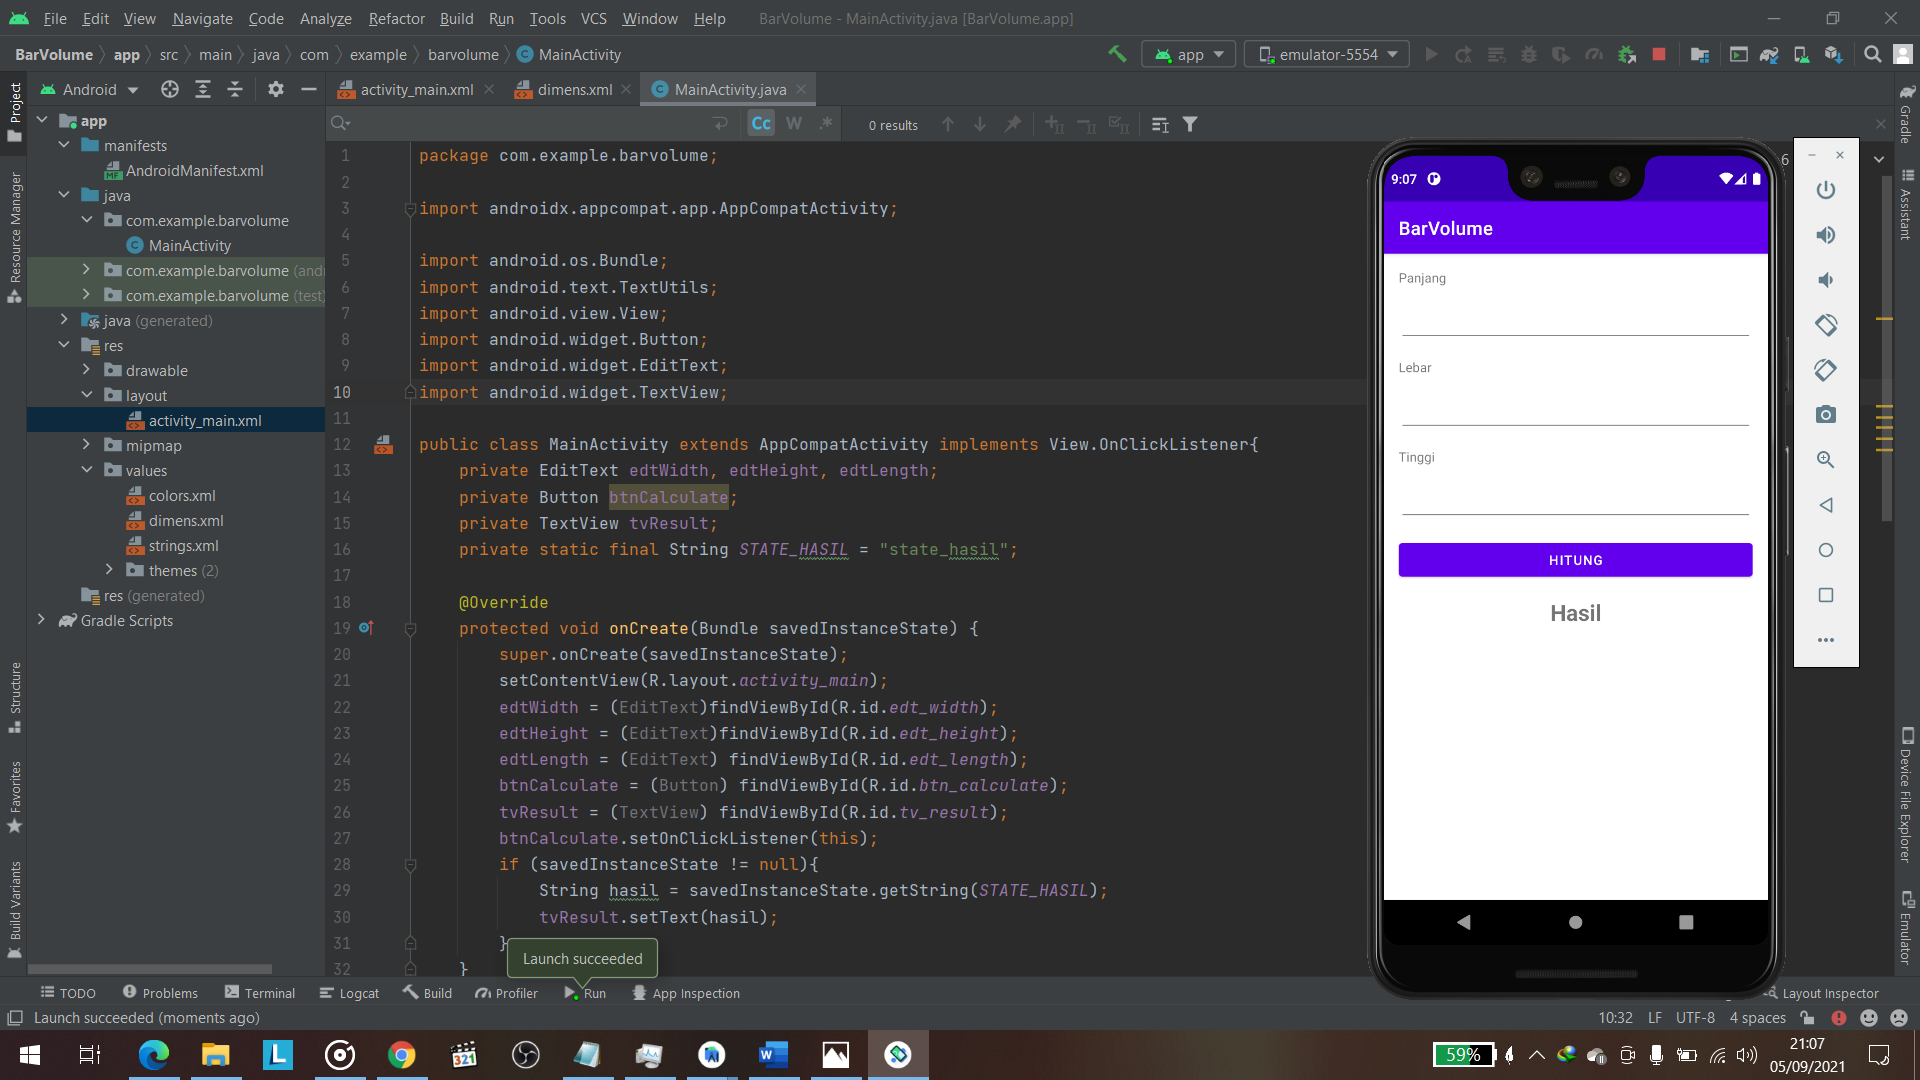 File Edit View Navigate Code Analyze Refactor Build Run Tools VCS Window Help BarVolume - MainActivity.java [BarVolume.app]
BarVolume app src main java com example barvolume MainActivity
app emulator-5554
Android
activity_main.xml dimens.xml MainActivity.java
Cc W .* 0 results
app
manifests
AndroidManifest.xml
java
com.example.barvolume
MainActivity
com.example.barvolume (and
com.example.barvolume (test)
java (generated)
res
drawable
layout
activity_main.xml
mipmap
values
colors.xml
dimens.xml
strings.xml
themes (2)
res (generated)
Gradle Scripts
Project
Resource Manager
Structure
Favorites
Build Variants
1 package com.example.barvolume;
2
3 import androidx.appcompat.app.AppCompatActivity;
4
5 import android.os.Bundle;
6 import android.text.TextUtils;
7 import android.view.View;
8 import android.widget.Button;
9 import android.widget.EditText;
10 import android.widget.TextView;
11
12 public class MainActivity extends AppCompatActivity implements View.OnClickListener{
13 private EditText edtWidth, edtHeight, edtLength;
14 private Button btnCalculate;
15 private TextView tvResult;
16 private static final String STATE_HASIL = "state_hasil";
17
18 @Override
19 protected void onCreate(Bundle savedInstanceState) {
20 super.onCreate(savedInstanceState);
21 setContentView(R.layout.activity_main);
22 edtWidth = (EditText)findViewById(R.id.edt_width);
23 edtHeight = (EditText)findViewById(R.id.edt_height);
24 edtLength = (EditText) findViewById(R.id.edt_length);
25 btnCalculate = (Button) findViewById(R.id.btn_calculate);
26 tvResult = (TextView) findViewById(R.id.tv_result);
27 btnCalculate.setOnClickListener(this);
28 if (savedInstanceState != null){
29 String hasil = savedInstanceState.getString(STATE_HASIL);
30 tvResult.setText(hasil);
31 }
32 }
Launch succeeded
6
9:07
BarVolume
Panjang
Lebar
Tinggi
HITUNG
Hasil
Gradle
Assistant
Device File Explorer
Emulator
TODO Problems Terminal Logcat Build Profiler Run App Inspection Layout Inspector
Launch succeeded (moments ago) 10:32 LF UTF-8 4 spaces
L 321 W 59% 21:07
05/09/2021